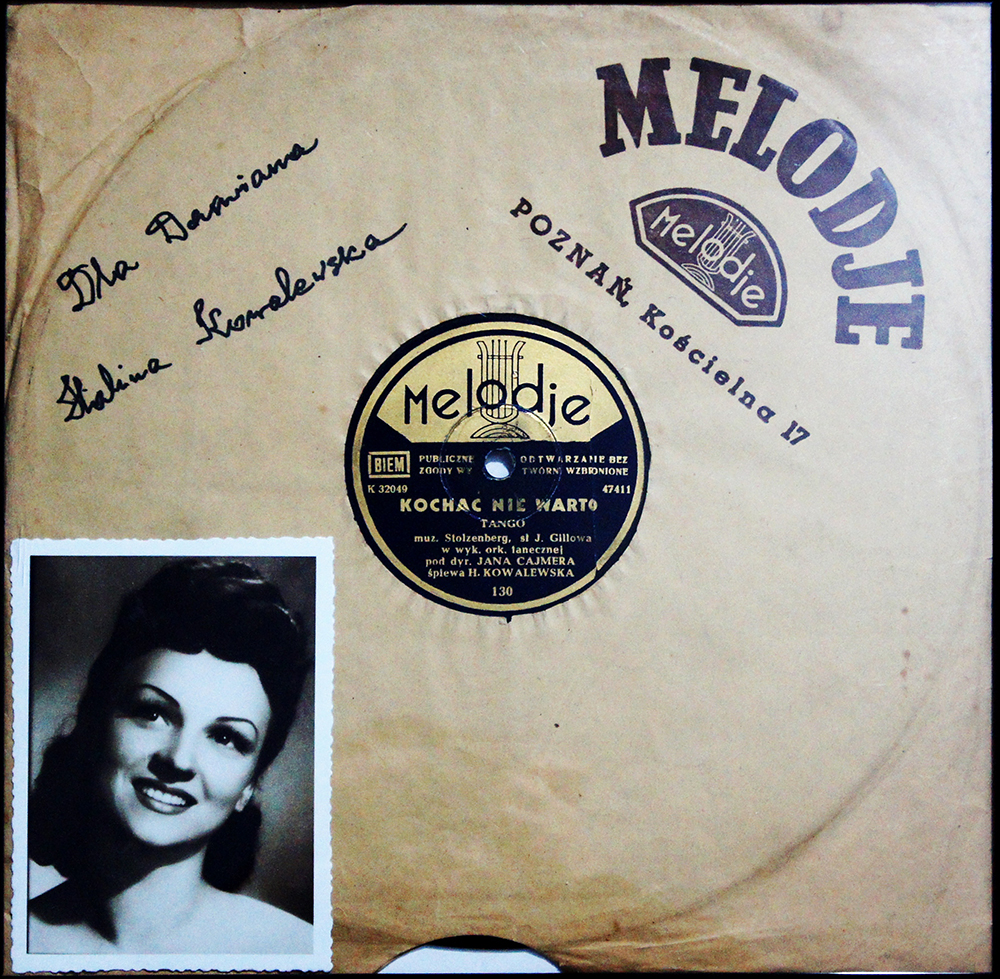 MELODJE
Melodje
POZNAŃ, Kościelna 17
Dla Damiana
Halina Kowalewska
Melodje
BIEM
PUBLICZNE ODTWARZANIE BEZ
ZGODY WYTWÓRNI WZBRONIONE
K 32049
47411
KOCHAĆ NIE WARTO
TANGO
muz. Stolzenberg, sł J. Gillowa
w wyk. ork. tanecznej
pod dyr. JANA CAJMERA
śpiewa H. KOWALEWSKA
130